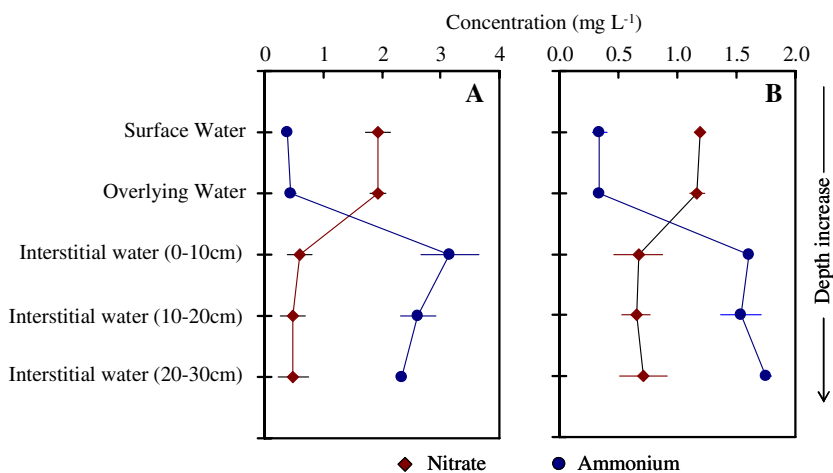 Concentration (mg L⁻¹)
0 1 2 3 4
0.0 0.5 1.0 1.5 2.0
A
B
Surface Water
Overlying Water
Interstitial water (0-10cm)
Interstitial water (10-20cm)
Interstitial water (20-30cm)
Depth increase
Nitrate
Ammonium